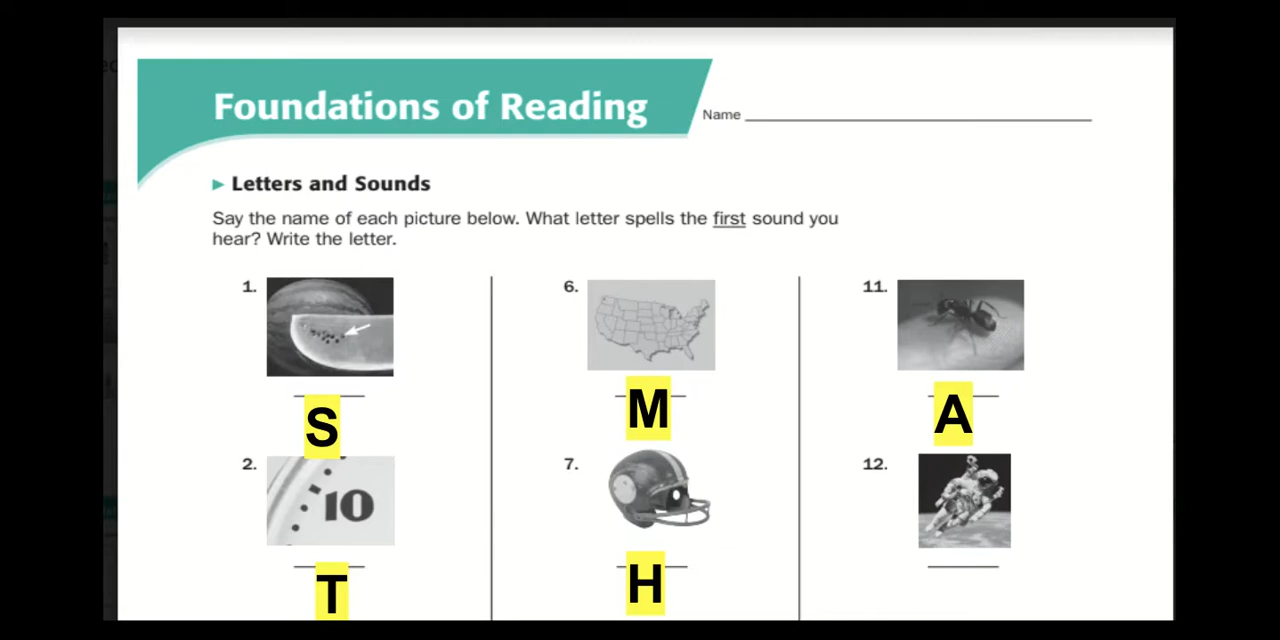 Foundations of Reading
Name
Letters and Sounds
Say the name of each picture below. What letter spells the first sound you
hear? Write the letter.
1.
S
2.
10
T
6.
M
7.
H
11.
A
12.